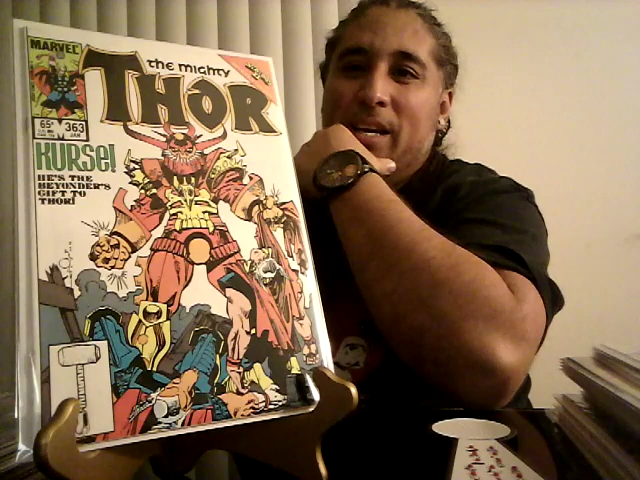 MARVEL
the mighty
THOR
65¢
363
JAN
KURSE!
HE'S THE
BEYONDER'S
GIFT TO
THOR!